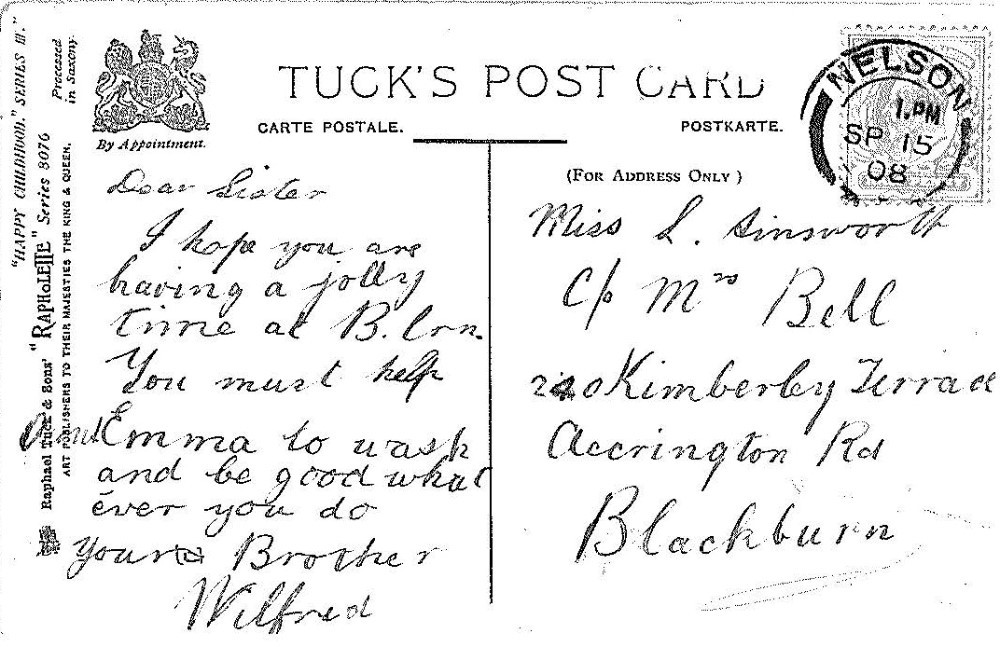 "HAPPY CHILDHOOD." SERIES III."
Processed
in Saxony.
Raphael Tuck & Sons' "RAPHOLETTE" Series 8076
ART PUBLISHERS TO THEIR MAJESTIES THE KING & QUEEN.
By Appointment.
TUCK'S POST CARD
CARTE POSTALE.
POSTKARTE.
(FOR ADDRESS ONLY)
NELSON
1.PM
SP 15
08
Dear Sister
I hope you are
having a jolly
time at B.lon.
You must help
Aunt Emma to wash
and be good what
ever you do
Your Brother
Wilfred
Miss L. Ainsworth
c/o Mrs Bell
Kimberley Terrace
Accrington Rd
Blackburn